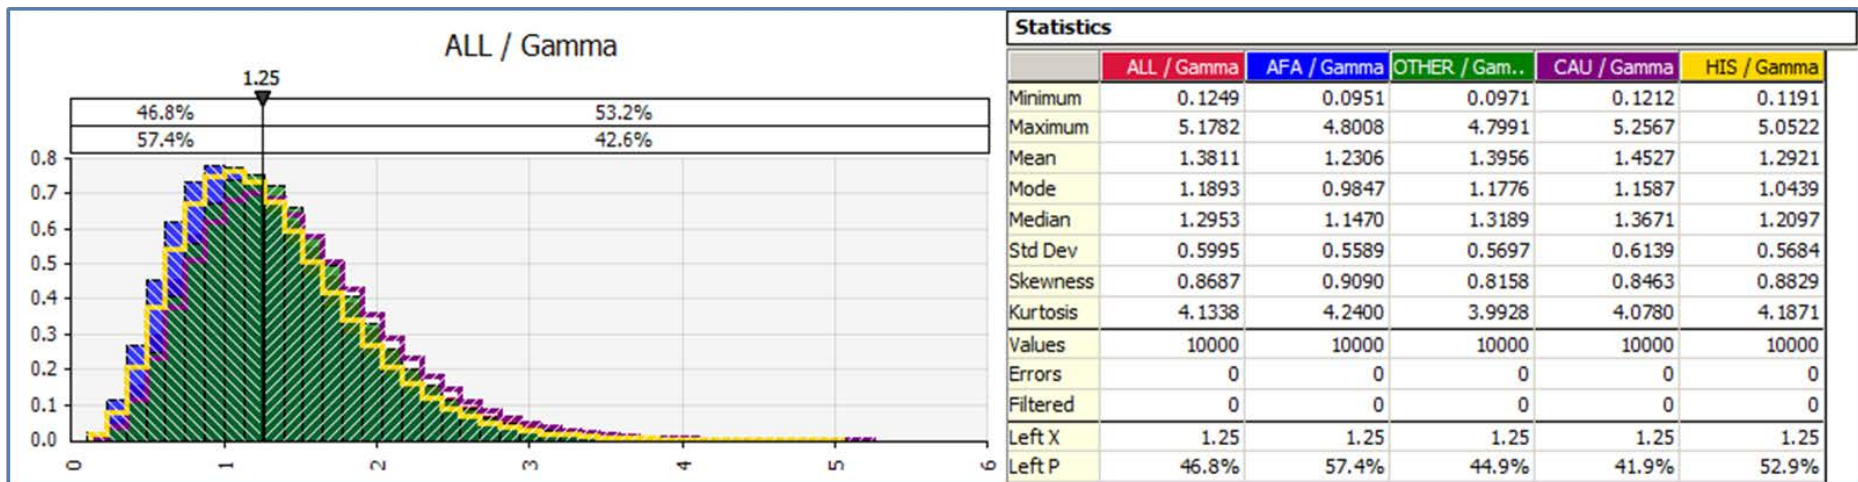 ALL / Gamma
1.25
46.8% 53.2%
57.4% 42.6%
0.8
0.7
0.6
0.5
0.4
0.3
0.2
0.1
0.0
0 1 2 3 4 5 6
Statistics
ALL / Gamma AFA / Gamma OTHER / Gam.. CAU / Gamma HIS / Gamma
Minimum 0.1249 0.0951 0.0971 0.1212 0.1191
Maximum 5.1782 4.8008 4.7991 5.2567 5.0522
Mean 1.3811 1.2306 1.3956 1.4527 1.2921
Mode 1.1893 0.9847 1.1776 1.1587 1.0439
Median 1.2953 1.1470 1.3189 1.3671 1.2097
Std Dev 0.5995 0.5589 0.5697 0.6139 0.5684
Skewness 0.8687 0.9090 0.8158 0.8463 0.8829
Kurtosis 4.1338 4.2400 3.9928 4.0780 4.1871
Values 10000 10000 10000 10000 10000
Errors 0 0 0 0 0
Filtered 0 0 0 0 0
Left X 1.25 1.25 1.25 1.25 1.25
Left P 46.8% 57.4% 44.9% 41.9% 52.9%